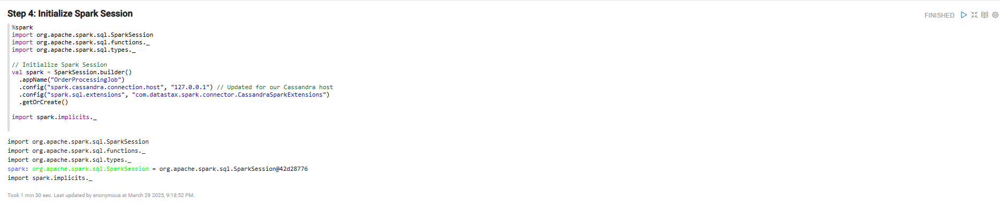 Step 4: Initialize Spark Session
FINISHED
%spark
import org.apache.spark.sql.SparkSession
import org.apache.spark.sql.functions._
import org.apache.spark.sql.types._
// Initialize Spark Session
val spark = SparkSession.builder()
.appName("OrderProcessingJob")
.config("spark.cassandra.connection.host", "127.0.0.1") // Updated for our Cassandra host
.config("spark.sql.extensions", "com.datastax.spark.connector.CassandraSparkExtensions")
.getOrCreate()
import spark.implicits._
import org.apache.spark.sql.SparkSession
import org.apache.spark.sql.functions._
import org.apache.spark.sql.types._
spark: org.apache.spark.sql.SparkSession = org.apache.spark.sql.SparkSession@42d28776
import spark.implicits._
Took 1 min 30 sec. Last updated by anonymous at March 29 2025, 9:18:52 PM.